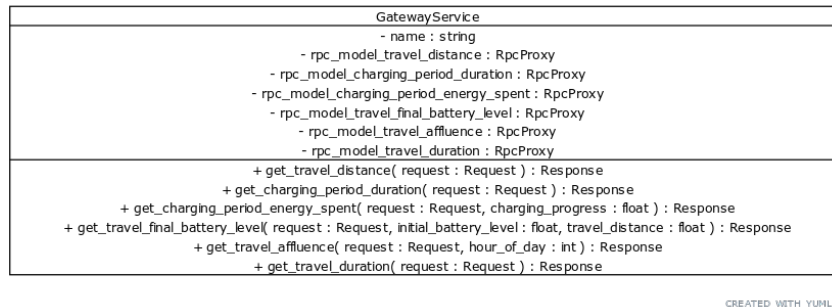 GatewayService
- name : string
- rpc_model_travel_distance : RpcProxy
- rpc_model_charging_period_duration : RpcProxy
- rpc_model_charging_period_energy_spent : RpcProxy
- rpc_model_travel_final_battery_level : RpcProxy
- rpc_model_travel_affluence : RpcProxy
- rpc_model_travel_duration : RpcProxy
+ get_travel_distance( request : Request ) : Response
+ get_charging_period_duration( request : Request ) : Response
+ get_charging_period_energy_spent( request : Request, charging_progress : float ) : Response
+ get_travel_final_battery_level( request : Request, initial_battery_level : float, travel_distance : float ) : Response
+ get_travel_affluence( request : Request, hour_of_day : int ) : Response
+ get_travel_duration( request : Request ) : Response
CREATED WITH YUML